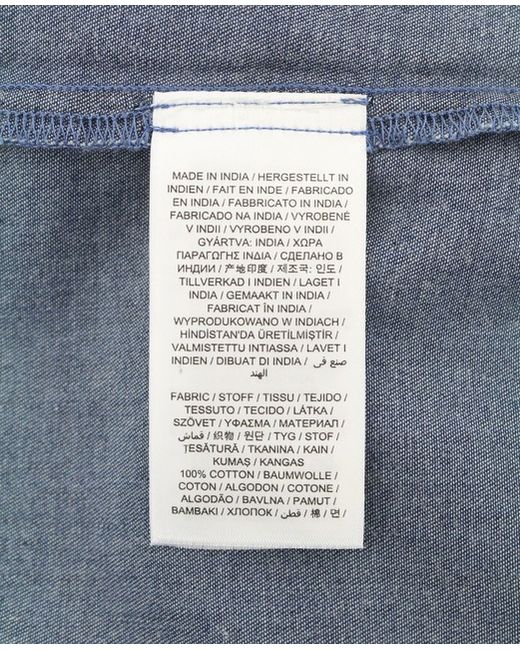 MADE IN INDIA / HERGESTELLT IN
INDIEN / FAIT EN INDE / FABRICADO
EN INDIA / FABBRICATO IN INDIA /
FABRICADO NA INDIA / VYROBENÉ
V INDII / VYROBENO V INDII /
GYÁRTVA: INDIA / ΧΩΡΑ
ΠΑΡΑΓΩΓΗΣ ΙΝΔΙΑ / СДЕЛАНО В
ИНДИИ / 产地印度 / 제조국: 인도 /
TILLVERKAD I INDIEN / LAGET I
INDIA / GEMAAKT IN INDIA /
FABRICAT ÎN INDIA /
WYPRODUKOWANO W INDIACH /
HİNDİSTAN'DA ÜRETİLMİŞTİR /
VALMISTETTU INTIASSA / LAVET I
INDIEN / DIBUAT DI INDIA / صنع فى
الهند
FABRIC / STOFF / TISSU / TEJIDO /
TESSUTO / TECIDO / LÁTKA /
SZÖVET / ΥΦΑΣΜΑ / МАТЕРИАЛ /
قماش / 织物 / 원단 / TYG / STOF /
ȚESĂTURĂ / TKANINA / KAIN /
KUMAŞ / KANGAS
100% COTTON / BAUMWOLLE /
COTON / ALGODON / COTONE /
ALGODÃO / BAVLNA / PAMUT /
ΒΑΜΒΑΚΙ / ХЛОПОК / قطن / 棉 / 면 /